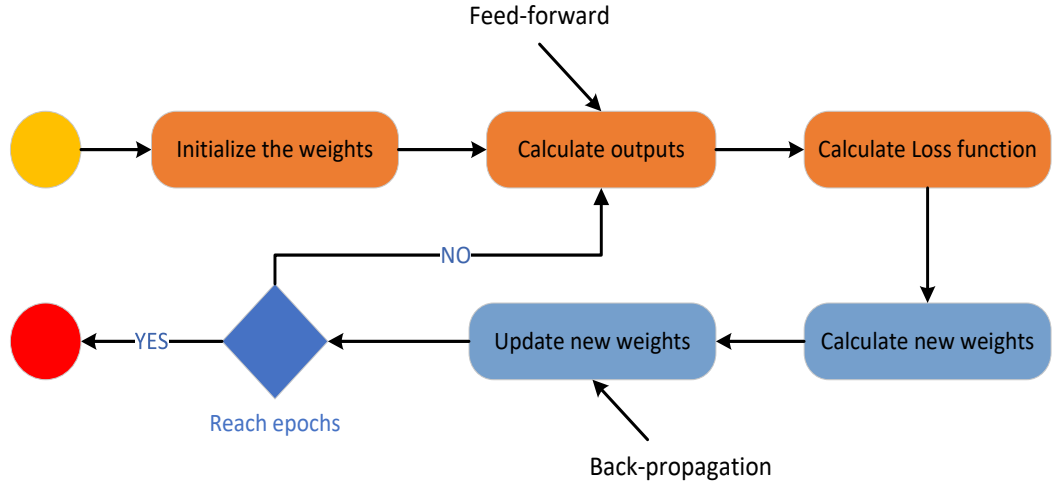 Feed-forward
Initialize the weights
Calculate outputs
Calculate Loss function
NO
YES
Update new weights
Calculate new weights
Reach epochs
Back-propagation